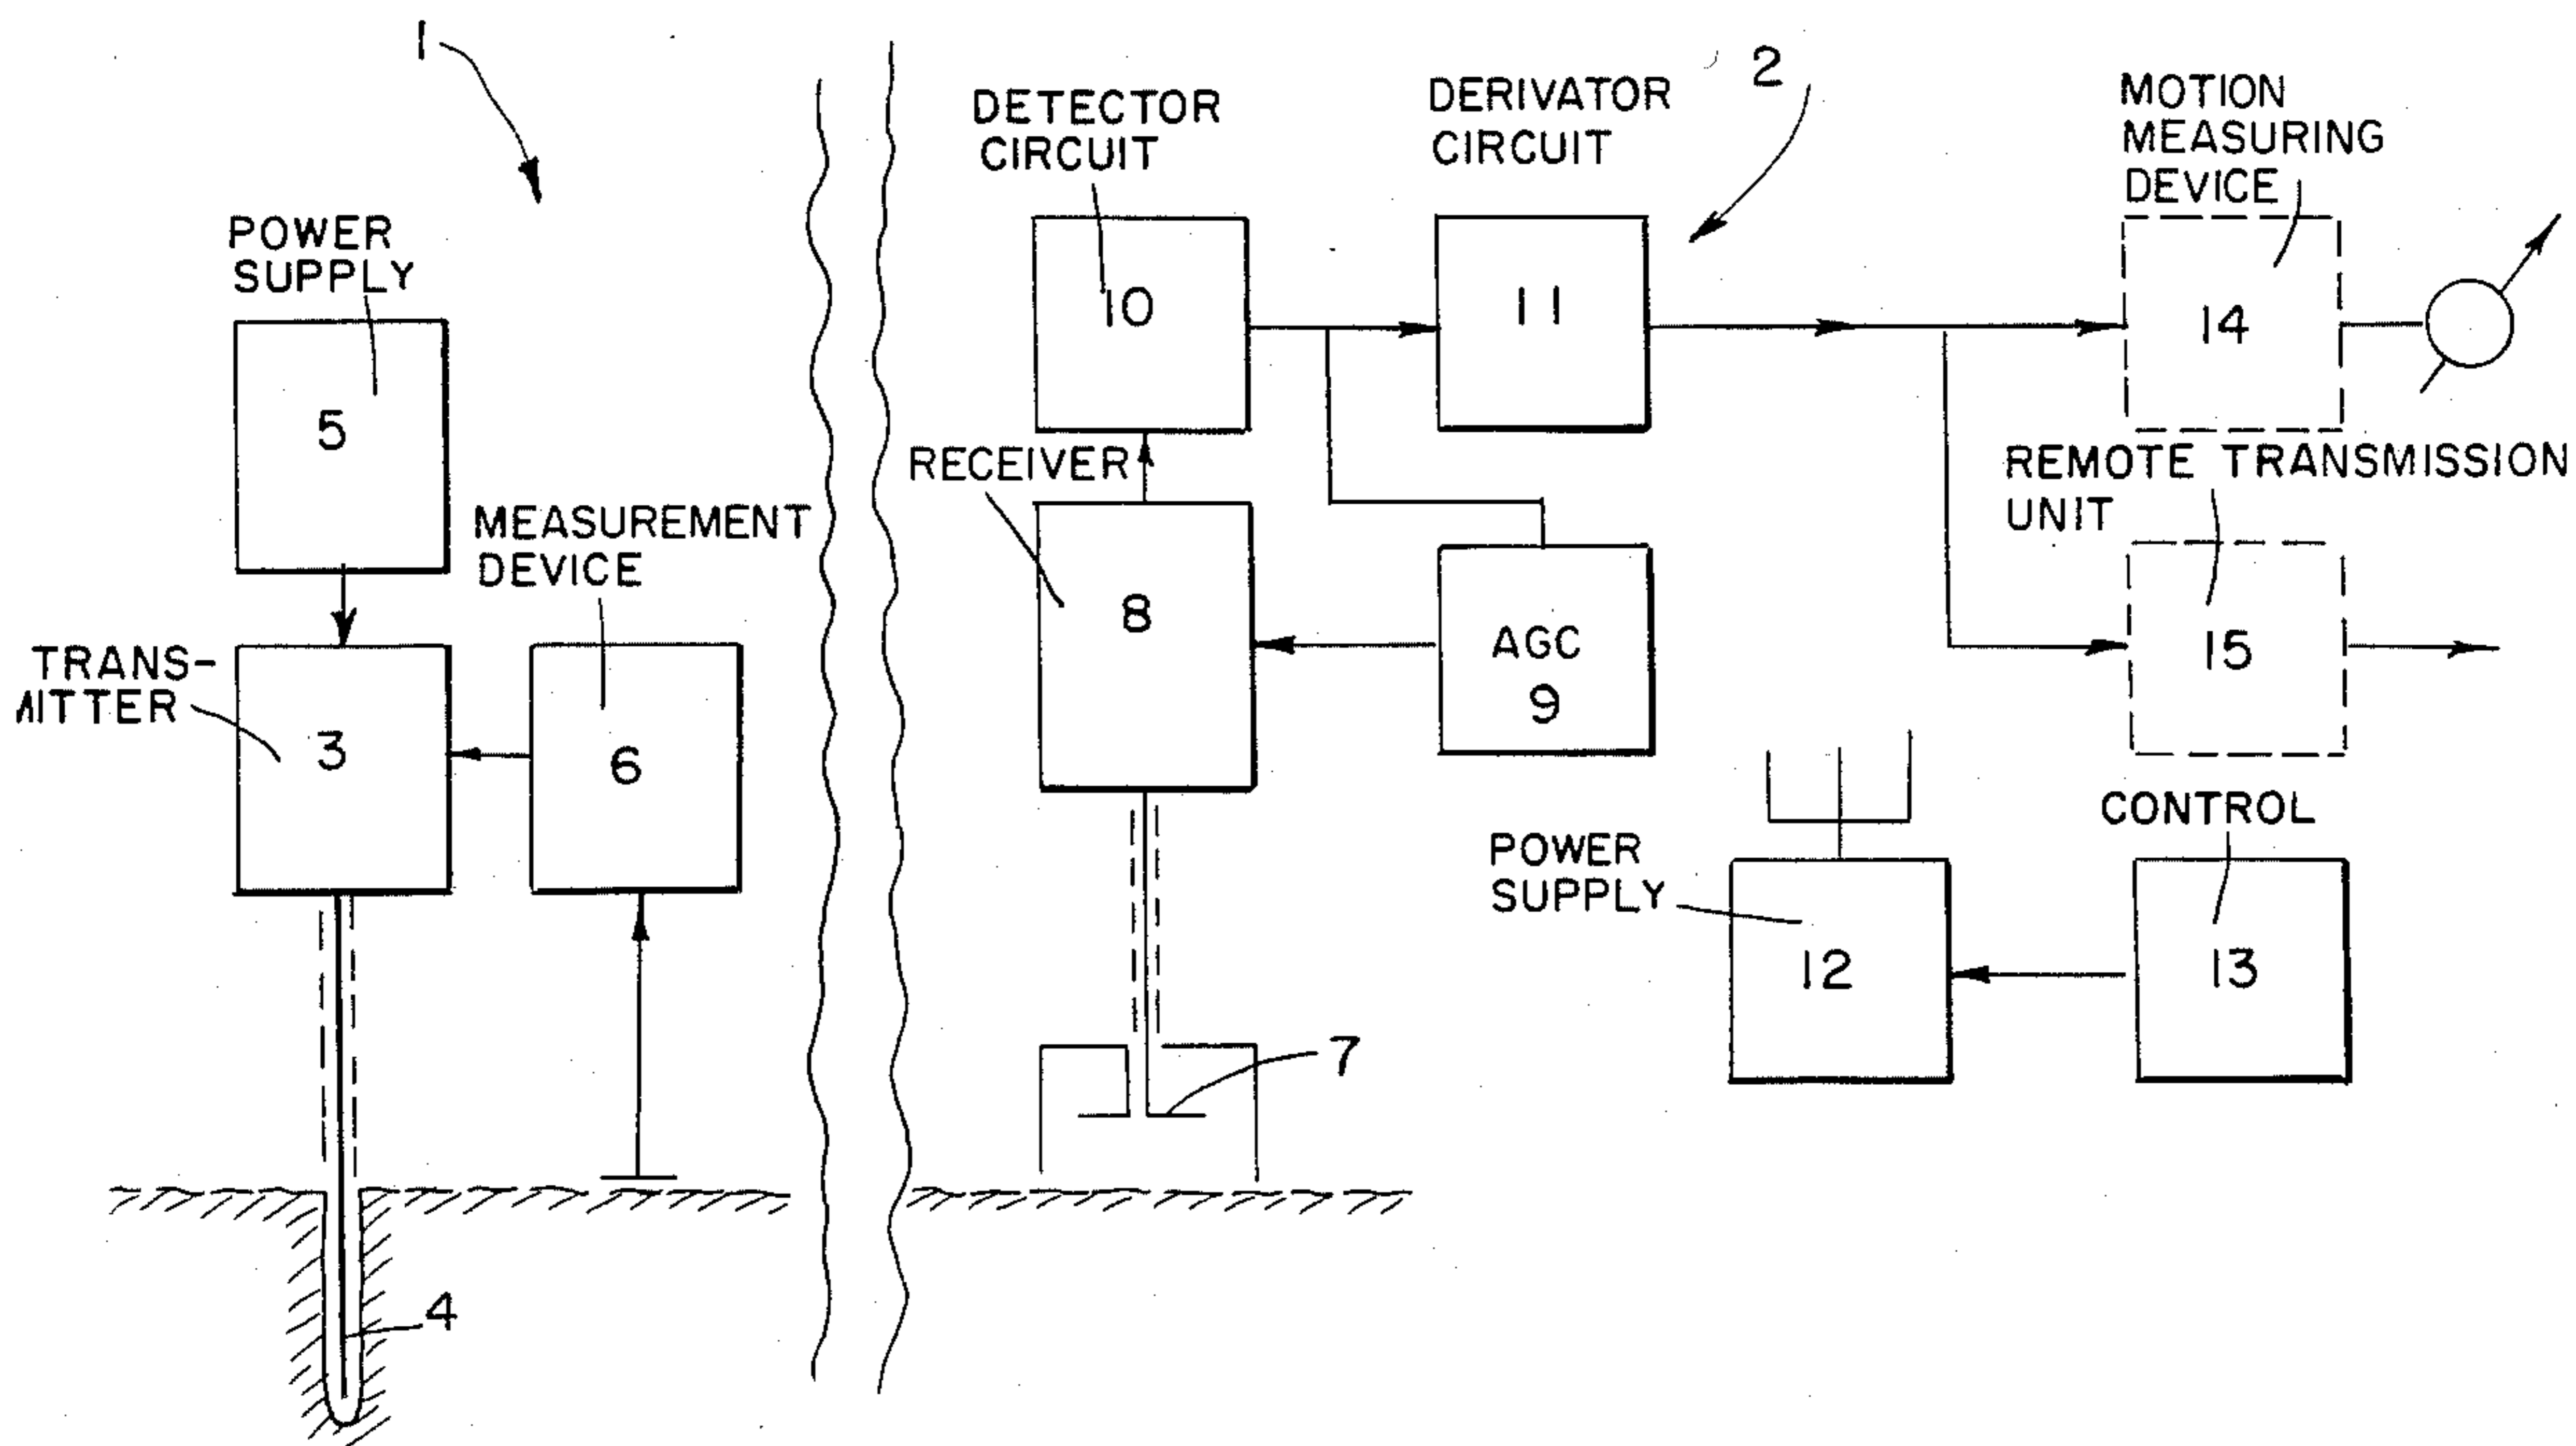 1
2
DETECTOR
CIRCUIT
DERIVATOR
CIRCUIT
MOTION
MEASURING
DEVICE
POWER
SUPPLY
5
10
11
14
RECEIVER
REMOTE TRANSMISSION
UNIT
MEASUREMENT
DEVICE
TRANS-
MITTER
3
6
8
AGC
9
15
POWER
SUPPLY
12
CONTROL
13
7
4